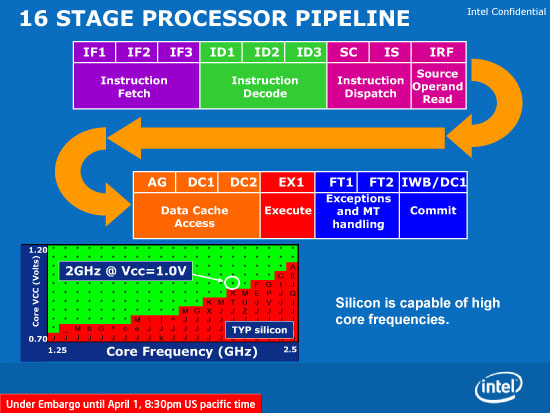 16 STAGE PROCESSOR PIPELINE
Intel Confidential
IF1 IF2 IF3 ID1 ID2 ID3 SC IS IRF
Instruction Fetch
Instruction Decode
Instruction Dispatch
Source Operand Read
AG DC1 DC2 EX1 FT1 FT2 IWB/DC1
Data Cache Access
Execute
Exceptions and MT handling
Commit
1.20
Core VCC (Volts)
0.70
2GHz @ Vcc=1.0V
TYP silicon
1.25 Core Frequency (GHz) 2.5
Silicon is capable of high
core frequencies.
Under Embargo until April 1, 8:30pm US pacific time
intel